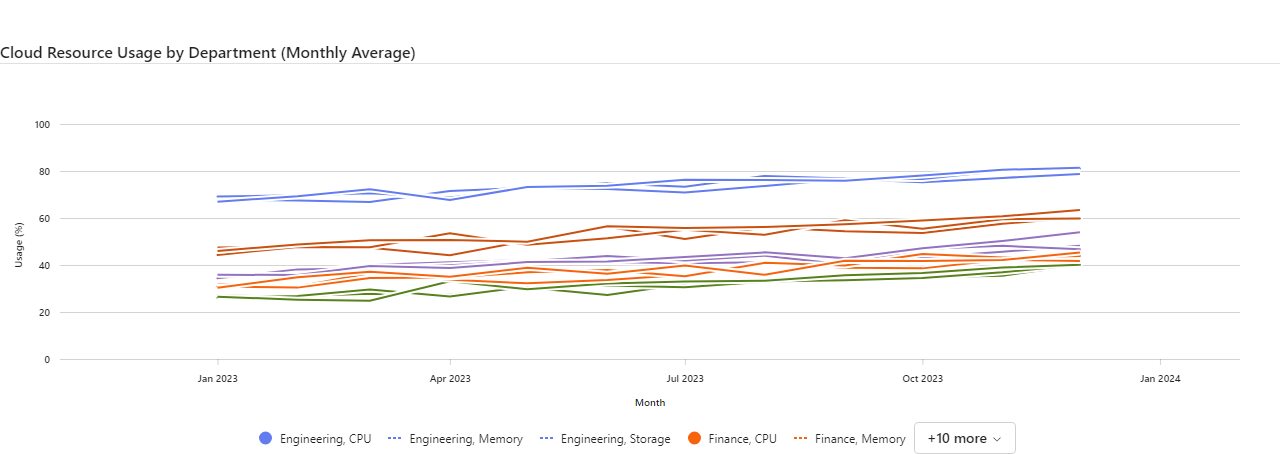 Cloud Resource Usage by Department (Monthly Average)
100
80
60
40
20
0
Usage (%)
Jan 2023 Apr 2023 Jul 2023 Oct 2023 Jan 2024
Month
Engineering, CPU Engineering, Memory Engineering, Storage Finance, CPU Finance, Memory +10 more